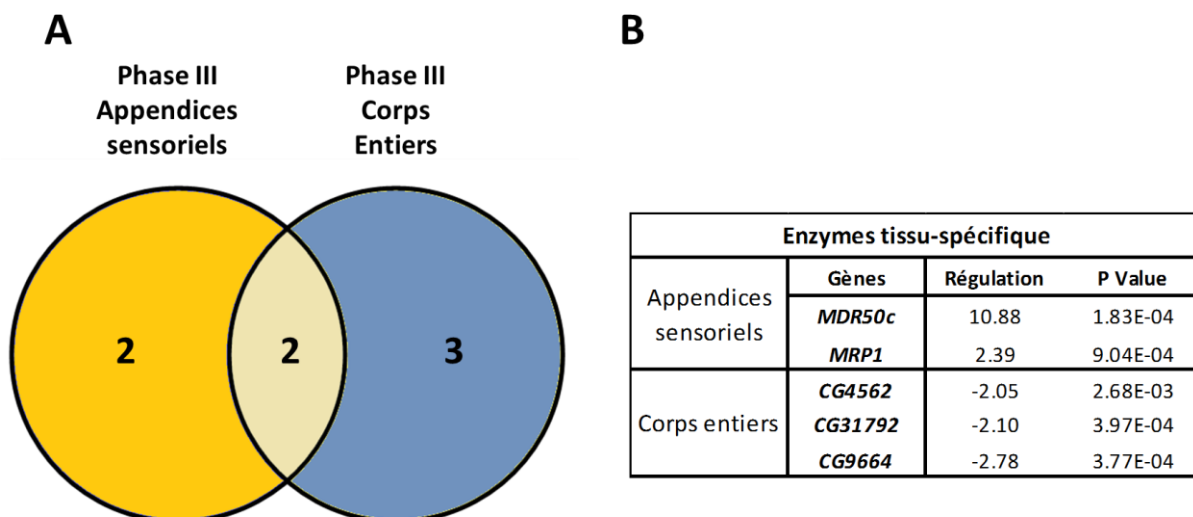 A
B
Phase III
Appendices
sensoriels
Phase III
Corps
Entiers
2
2
3
Enzymes tissu-spécifique
Appendices
sensoriels
Gènes Régulation P Value
MDR50c 10.88 1.83E-04
MRP1 2.39 9.04E-04
Corps entiers
CG4562 -2.05 2.68E-03
CG31792 -2.10 3.97E-04
CG9664 -2.78 3.77E-04